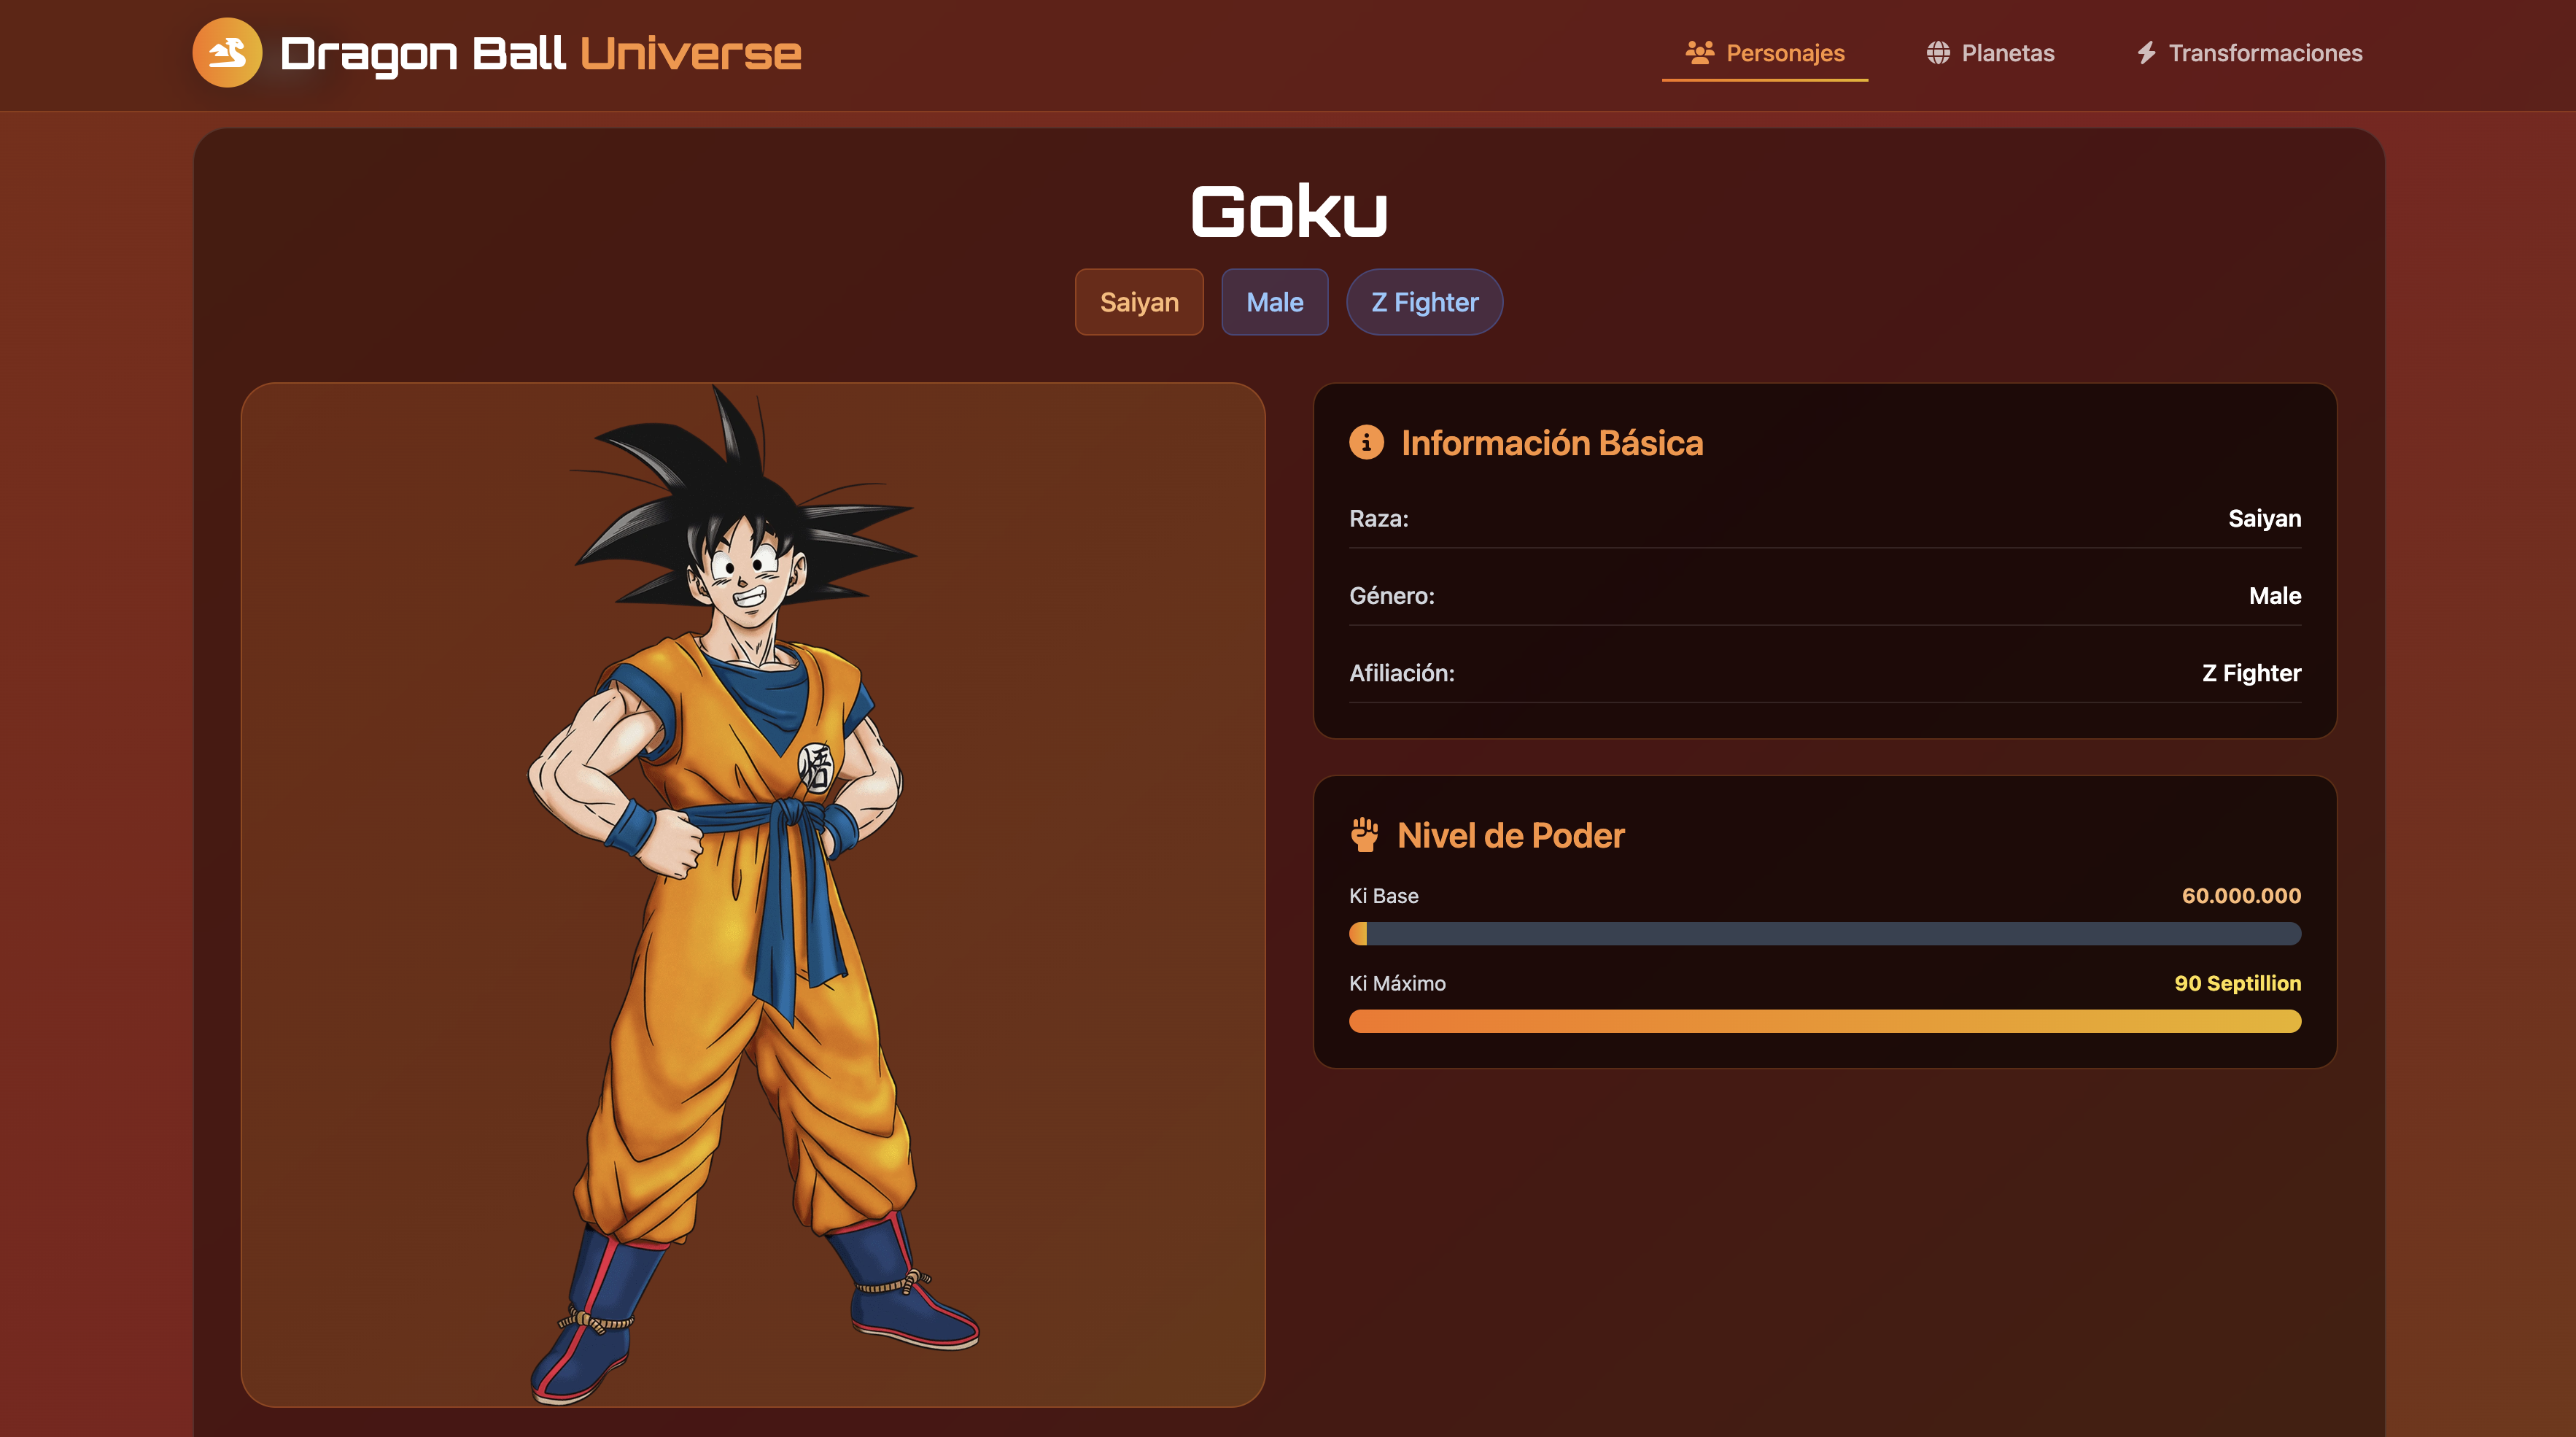 Dragon Ball Universe
Personajes
Planetas
Transformaciones
Goku
Saiyan
Male
Z Fighter
悟
Información Básica
Raza: Saiyan
Género: Male
Afiliación: Z Fighter
Nivel de Poder
Ki Base 60.000.000
Ki Máximo 90 Septillion